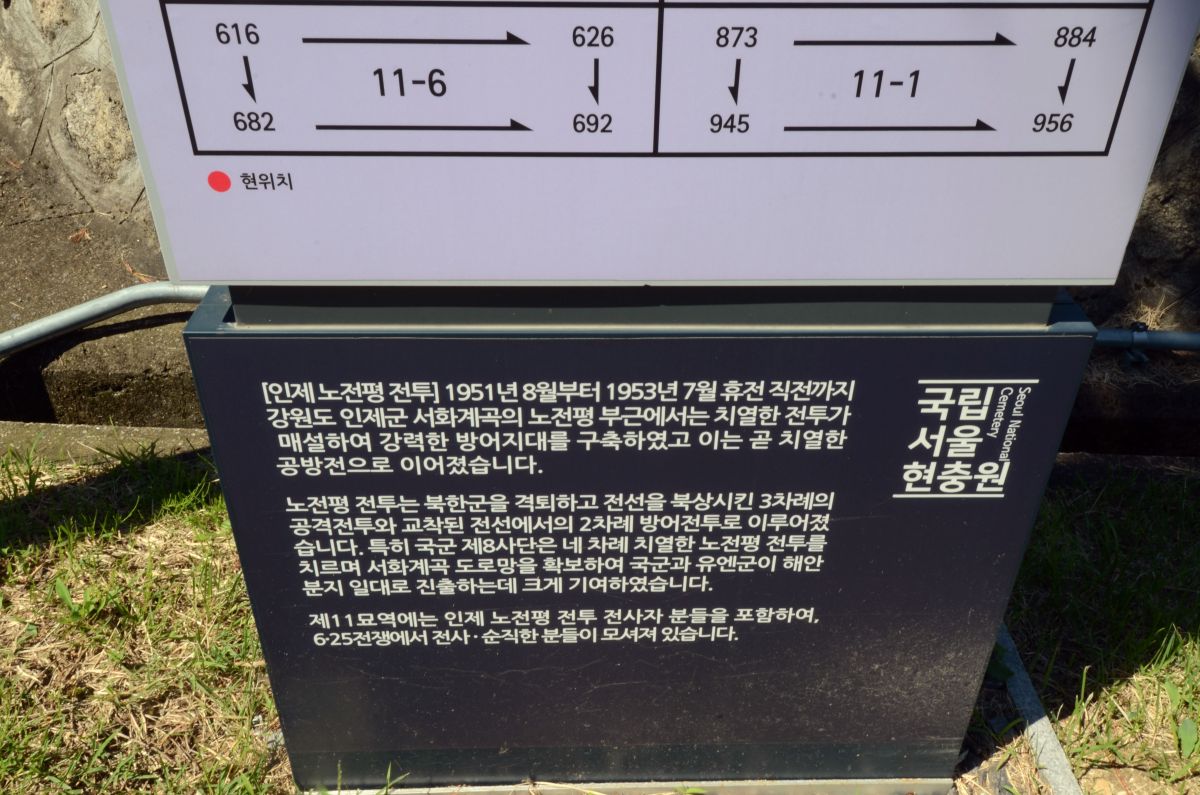 616 626 873 884
11-6 11-1
682 692 945 956
현위치
[인제 노전평 전투] 1951년 8월부터 1953년 7월 휴전 직전까지
강원도 인제군 서화계곡의 노전평 부근에서는 치열한 전투가
매설하여 강력한 방어지대를 구축하였고 이는 곧 치열한
공방전으로 이어졌습니다.
노전평 전투는 북한군을 격퇴하고 전선을 북상시킨 3차례의
공격전투와 교착된 전선에서의 2차례 방어전투로 이루어졌
습니다. 특히 국군 제8사단은 네 차례 치열한 노전평 전투를
치르며 서화계곡 도로망을 확보하여 국군과 유엔군이 해안
분지 일대로 진출하는데 크게 기여하였습니다.
제11묘역에는 인제 노전평 전투 전사자 분들을 포함하여,
6·25전쟁에서 전사·순직한 분들이 모셔져 있습니다.
국립
서울
현충원
Seoul National
Cemetery